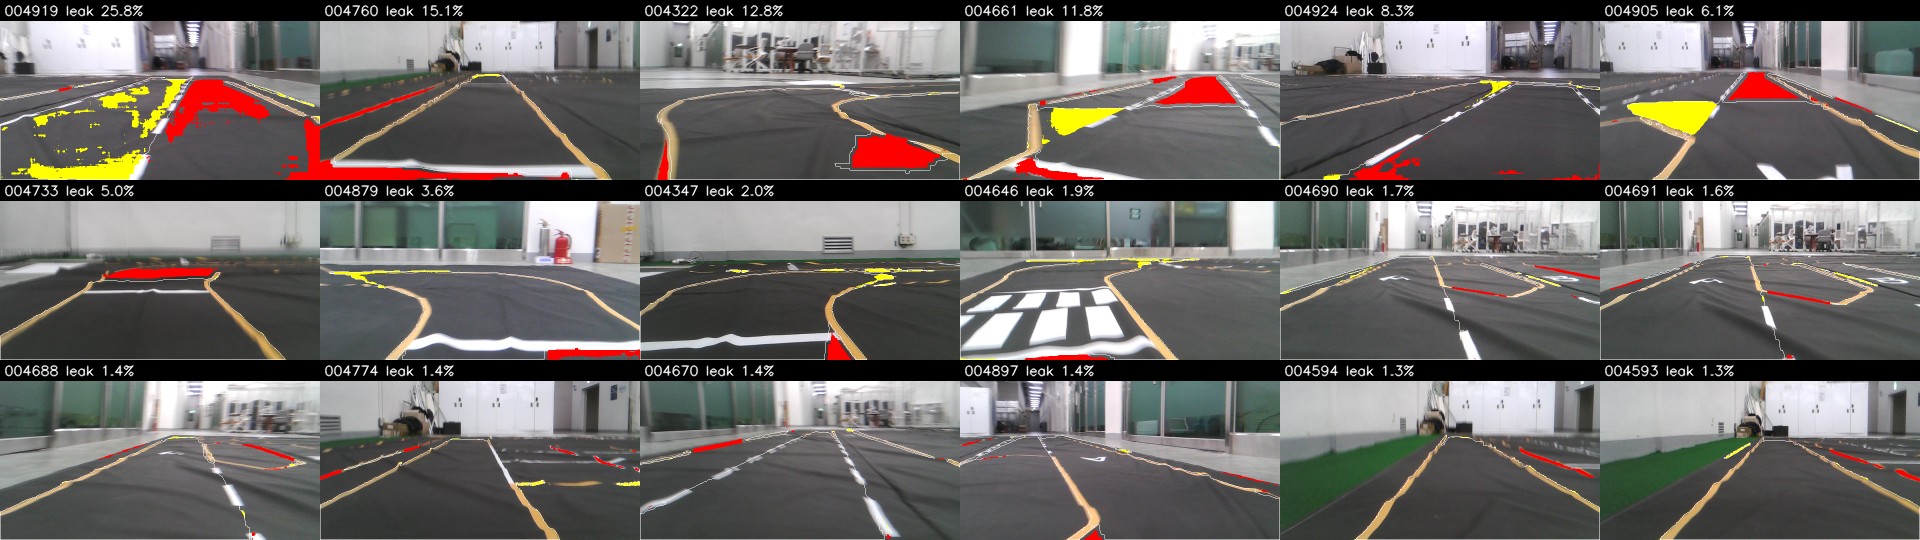 004919 leak 25.8%
004760 leak 15.1%
004322 leak 12.8%
004661 leak 11.8%
004924 leak 8.3%
004905 leak 6.1%
004733 leak 5.0%
004879 leak 3.6%
004347 leak 2.0%
004646 leak 1.9%
004690 leak 1.7%
004691 leak 1.6%
004688 leak 1.4%
004774 leak 1.4%
004670 leak 1.4%
004897 leak 1.4%
004594 leak 1.3%
004593 leak 1.3%